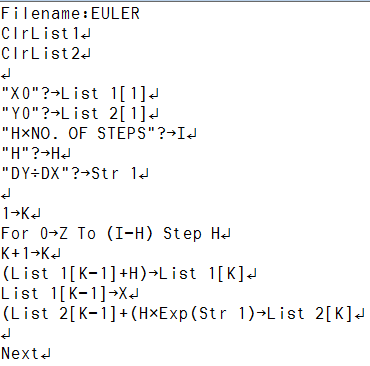 Filename:EULER
ClrList1↲
ClrList2↲
↲
"X0"?→List 1[1]↲
"Y0"?→List 2[1]↲
"H×NO. OF STEPS"?→I↲
"H"?→H↲
"DY÷DX"?→Str 1↲
↲
1→K↲
For 0→Z To (I-H) Step H↲
K+1→K↲
(List 1[K-1]+H)→List 1[K]↲
List 1[K-1]→X↲
(List 2[K-1]+(H×Exp(Str 1)→List 2[K]↲
↲
Next↲